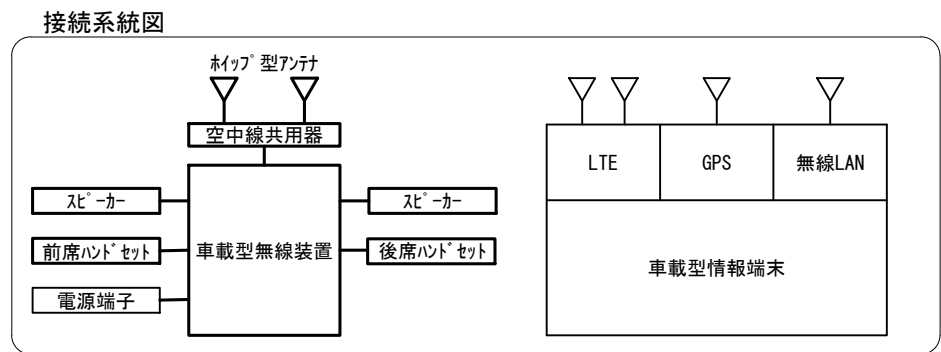 接続系統図
ﾎｲｯﾌﾟ型ｱﾝﾃﾅ
空中線共用器
ｽﾋﾟｰｶｰ
ｽﾋﾟｰｶｰ
前席ﾊﾝﾄﾞｾｯﾄ
車載型無線装置
後席ﾊﾝﾄﾞｾｯﾄ
電源端子
LTE
GPS
無線LAN
車載型情報端末